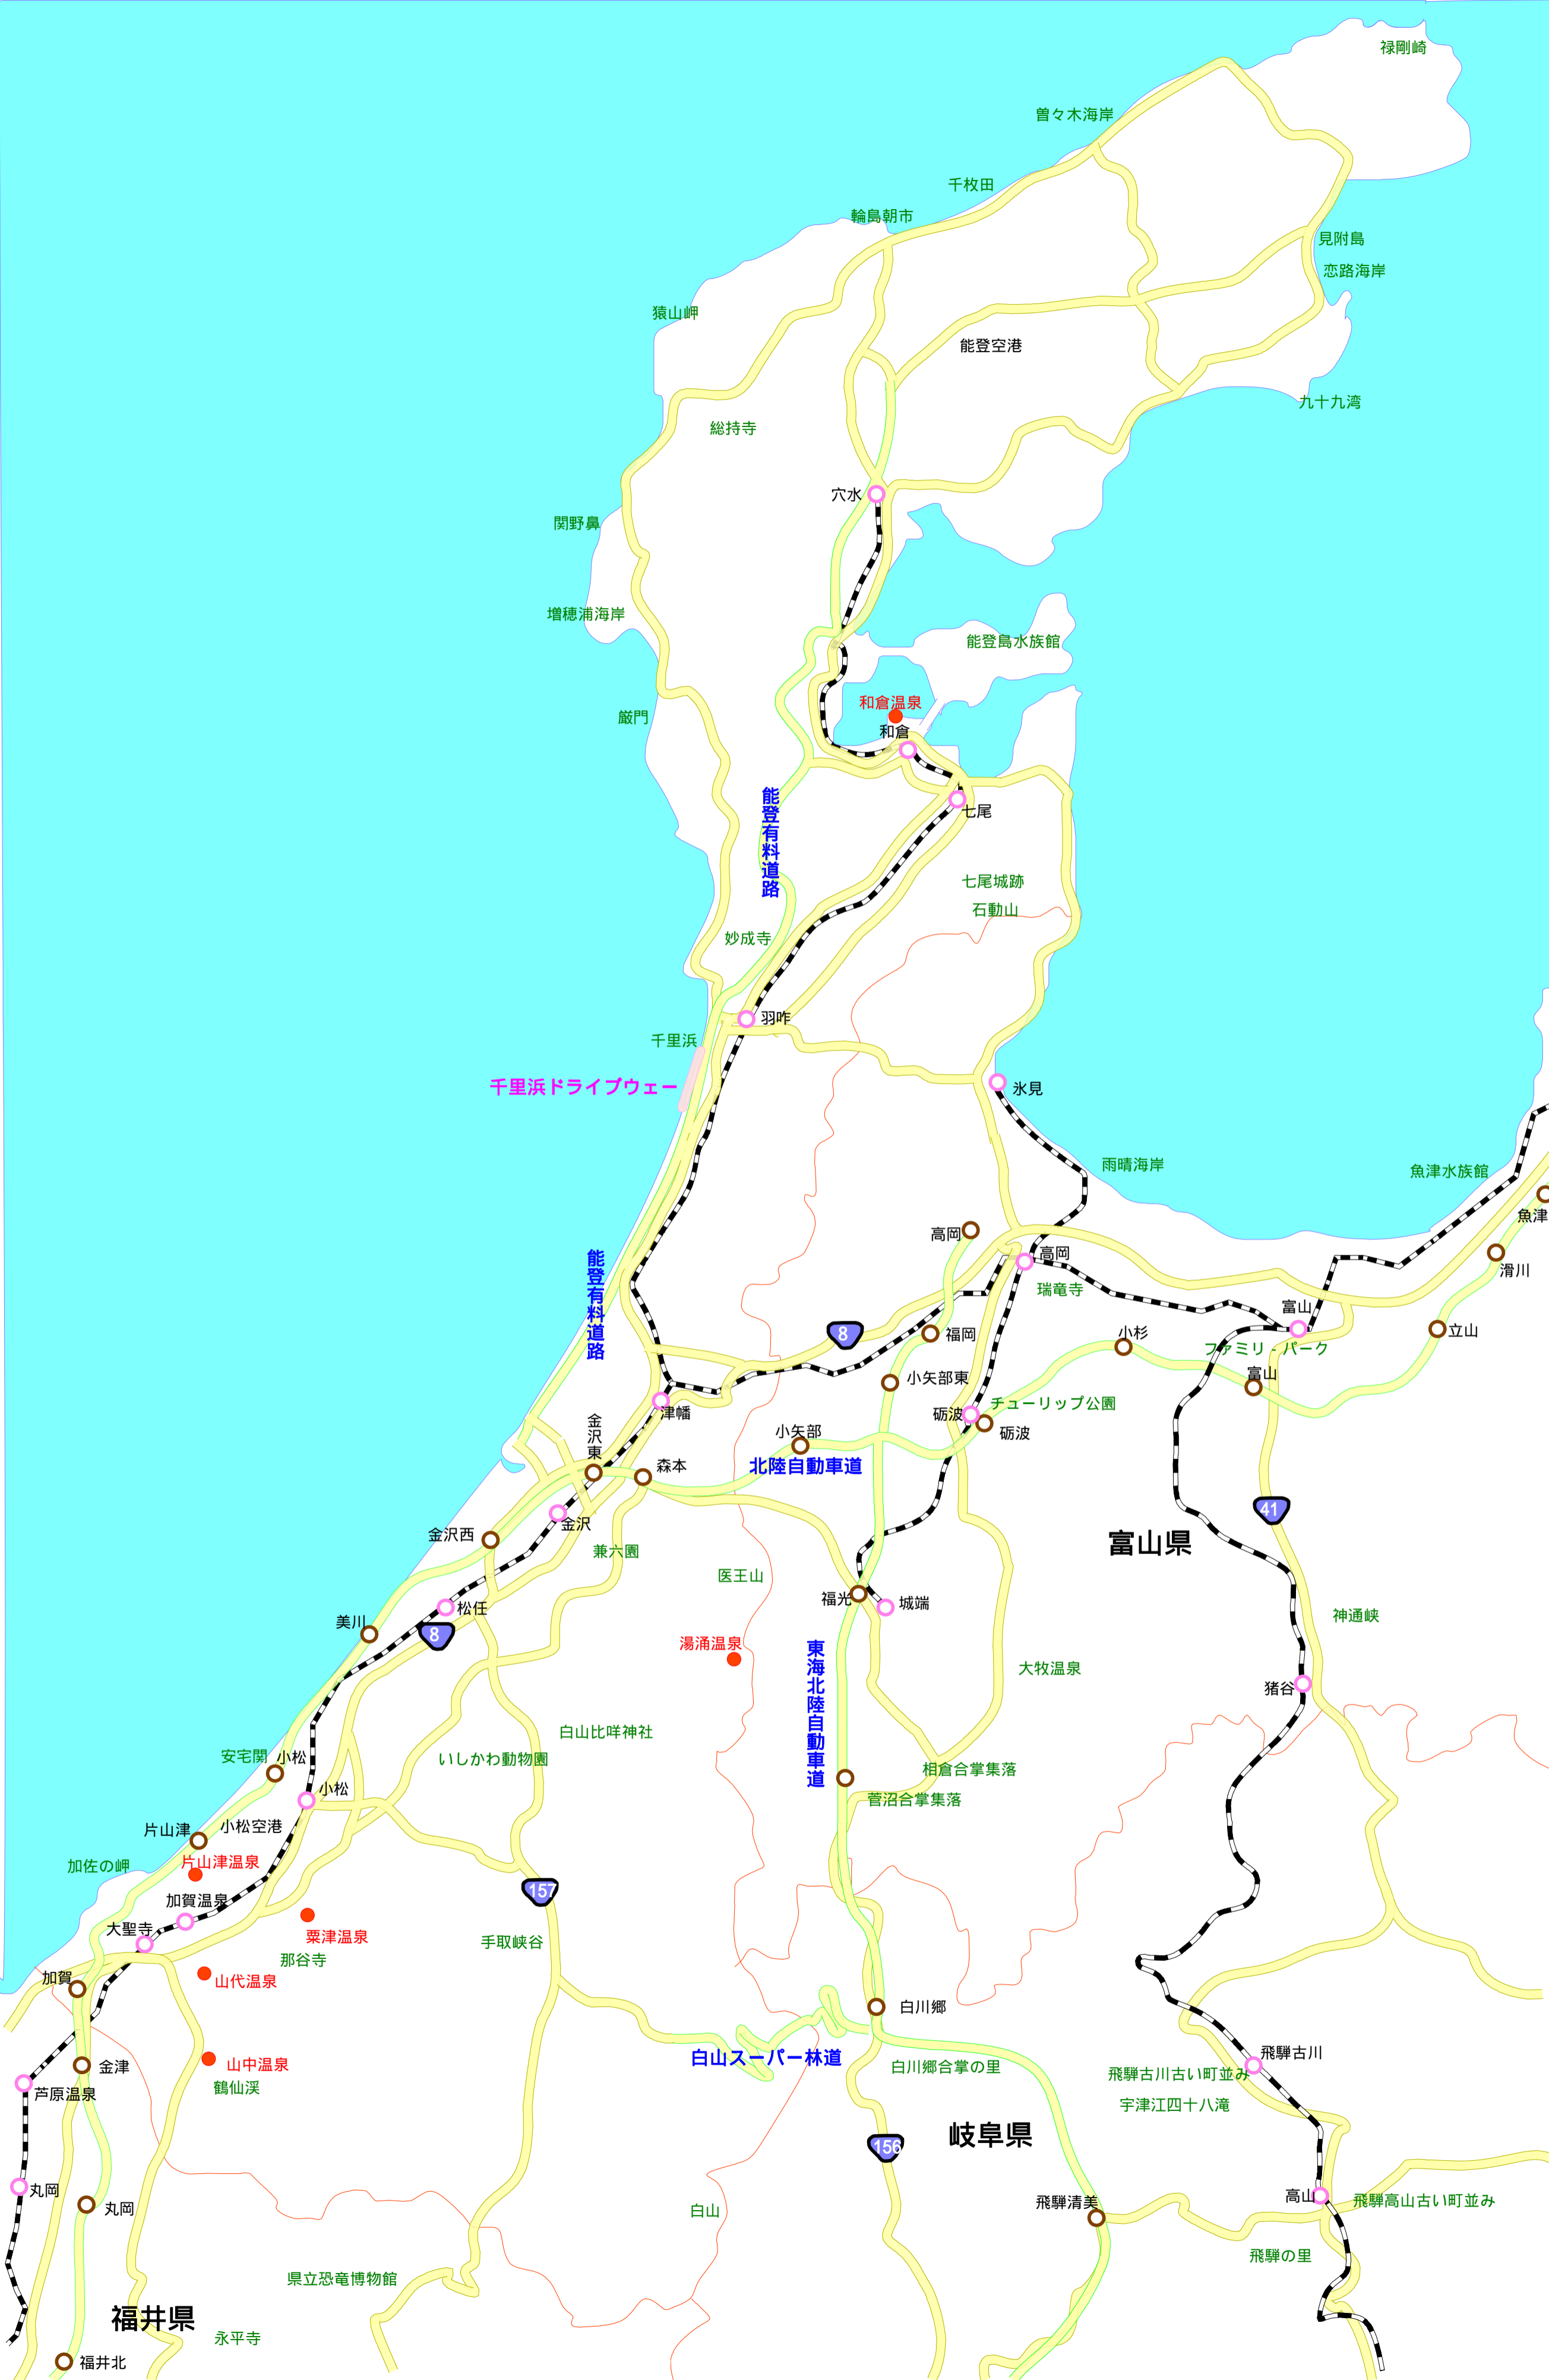 禄剛崎
曽々木海岸
千枚田
輪島朝市
見附島
恋路海岸
猿山岬
能登空港
九十九湾
総持寺
穴水
関野鼻
増穂浦海岸
能登島水族館
和倉温泉
厳門
和倉
能登有料道路
七尾
七尾城跡
石動山
妙成寺
羽咋
千里浜
千里浜ドライブウェー
氷見
雨晴海岸
魚津水族館
魚津
高岡
高岡
滑川
能登有料道路
瑞竜寺
富山
8
福岡
小杉
立山
ファミリ-パーク
富山
小矢部東
チューリップ公園
津幡
砺波
砺波
金沢東
小矢部
北陸自動車道
森本
41
金沢
金沢西
富山県
兼六園
医王山
福光
城端
松任
神通峡
美川
8
湯涌温泉
東海北陸自動車道
大牧温泉
猪谷
白山比咩神社
安宅関
小松
いしかわ動物園
相倉合掌集落
小松
菅沼合掌集落
片山津
小松空港
片山津温泉
加佐の岬
157
加賀温泉
大聖寺
粟津温泉
手取峡谷
那谷寺
加賀
山代温泉
白川郷
飛騨古川
白山スーパー林道
金津
山中温泉
白川郷合掌の里
飛騨古川古い町並み
鶴仙渓
芦原温泉
宇津江四十八滝
岐阜県
156
丸岡
高山
飛騨高山古い町並み
丸岡
飛騨清美
白山
飛騨の里
県立恐竜博物館
福井県
永平寺
福井北